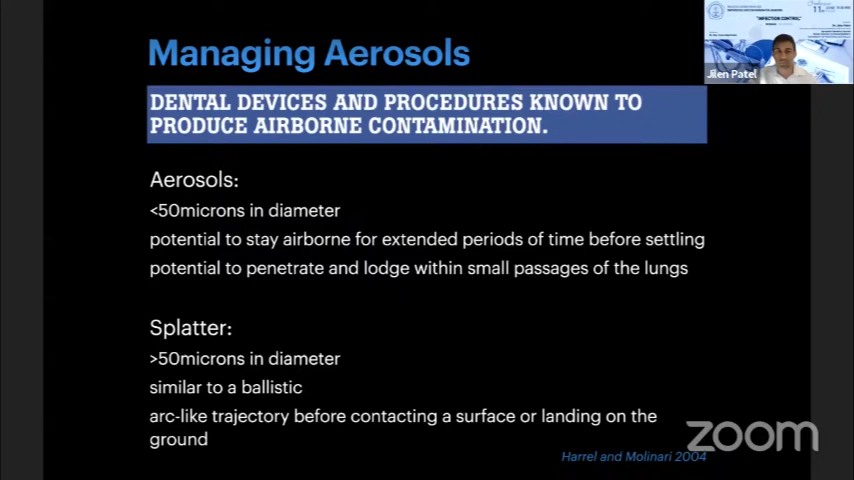 Managing Aerosols
"INFECTION CONTROL"
Jilen Patel
DENTAL DEVICES AND PROCEDURES KNOWN TO
PRODUCE AIRBORNE CONTAMINATION.
Aerosols:
<50microns in diameter
potential to stay airborne for extended periods of time before settling
potential to penetrate and lodge within small passages of the lungs
Splatter:
>50microns in diameter
similar to a ballistic
arc-like trajectory before contacting a surface or landing on the
ground
zoom
Harrel and Molinari 2004